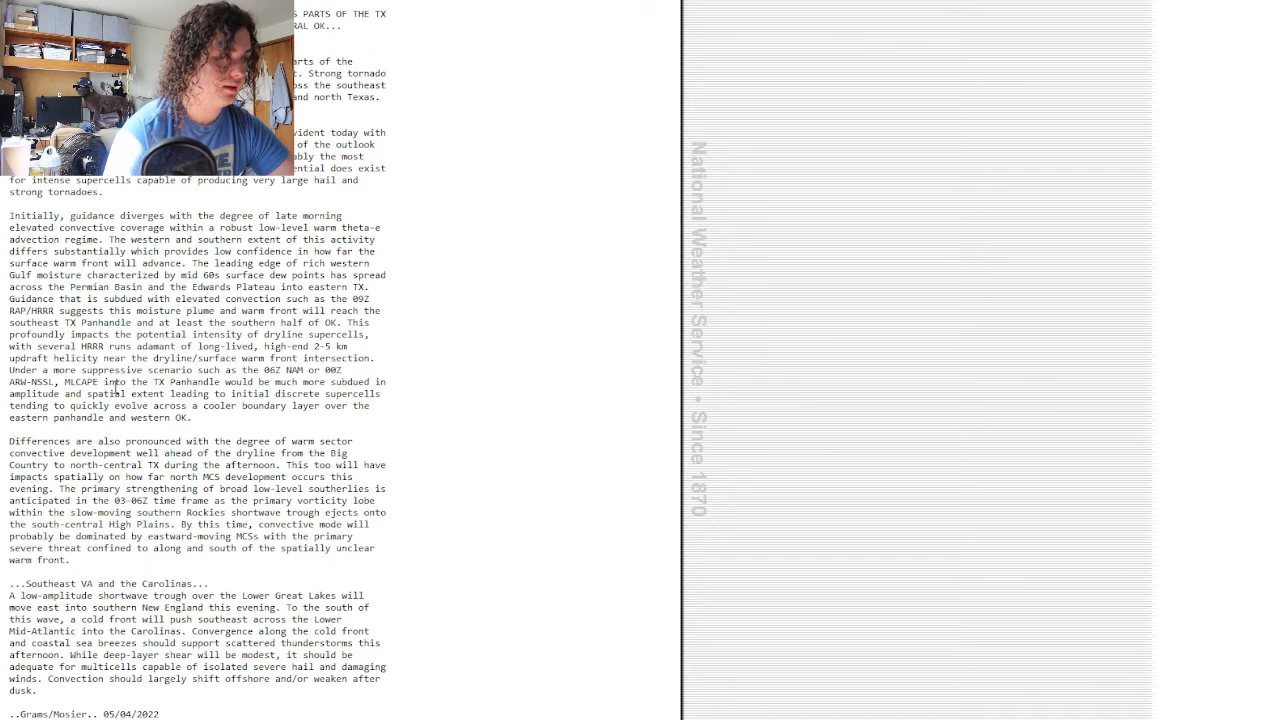 S PARTS OF THE TX
RAL OK...
arts of the
t. Strong tornado
oss the southeast
and north Texas.
vident today with
of the outlook
ably the most
ential does exist
for intense supercells capable of producing very large hail and
strong tornadoes.
Initially, guidance diverges with the degree of late morning
elevated convective coverage within a robust low-level warm theta-e
advection regime. The western and southern extent of this activity
differs substantially which provides low confidence in how far the
surface warm front will advance. The leading edge of rich western
Gulf moisture characterized by mid 60s surface dew points has spread
across the Permian Basin and the Edwards Plateau into eastern TX.
Guidance that is subdued with elevated convection such as the 09Z
RAP/HRRR suggests this moisture plume and warm front will reach the
southeast TX Panhandle and at least the southern half of OK. This
profoundly impacts the potential intensity of dryline supercells,
with several HRRR runs adamant of long-lived, high-end 2-5 km
updraft helicity near the dryline/surface warm front intersection.
Under a more suppressive scenario such as the 06Z NAM or 00Z
ARW-NSSL, MLCAPE into the TX Panhandle would be much more subdued in
amplitude and spatial extent leading to initial discrete supercells
tending to quickly evolve across a cooler boundary layer over the
eastern panhandle and western OK.
Differences are also pronounced with the degree of warm sector
convective development well ahead of the dryline from the Big
Country to north-central TX during the afternoon. This too will have
impacts spatially on how far north MCS development occurs this
evening. The primary strengthening of broad low-level southerlies is
anticipated in the 03-06Z time frame as the primary vorticity lobe
within the slow-moving southern Rockies shortwave trough ejects onto
the south-central High Plains. By this time, convective mode will
probably be dominated by eastward-moving MCSs with the primary
severe threat confined to along and south of the spatially unclear
warm front.
...Southeast VA and the Carolinas...
A low-amplitude shortwave trough over the Lower Great Lakes will
move east into southern New England this evening. To the south of
this wave, a cold front will push southeast across the Lower
Mid-Atlantic into the Carolinas. Convergence along the cold front
and coastal sea breezes should support scattered thunderstorms this
afternoon. While deep-layer shear will be modest, it should be
adequate for multicells capable of isolated severe hail and damaging
winds. Convection should largely shift offshore and/or weaken after
dusk.
..Grams/Mosier.. 05/04/2022
National Weather Service • Since 1870